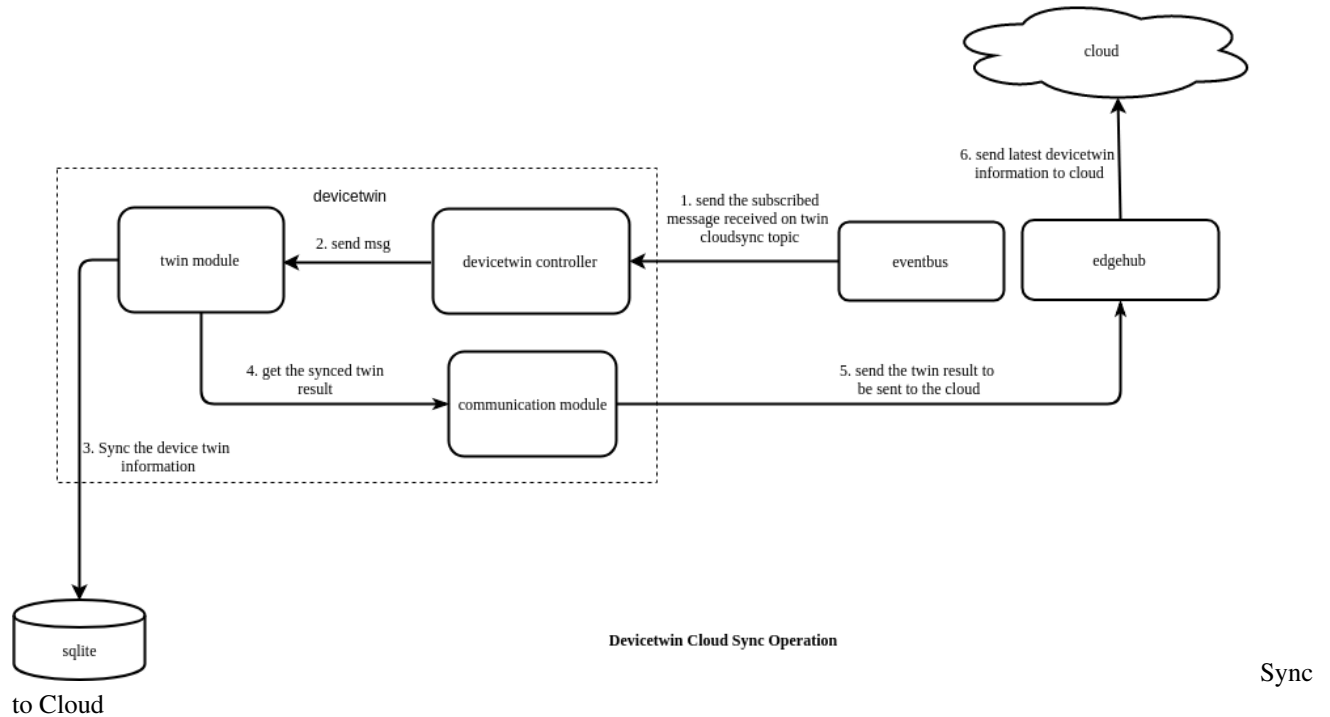 cloud
6. send latest devicetwin
information to cloud
devicetwin
1. send the subscribed
message received on twin
cloudsync topic
2. send msg
twin module
devicetwin controller
eventbus
edgehub
4. get the synced twin
result
5. send the twin result to
be sent to the cloud
communication module
3. Sync the device twin
information
sqlite
Devicetwin Cloud Sync Operation
Sync
to Cloud